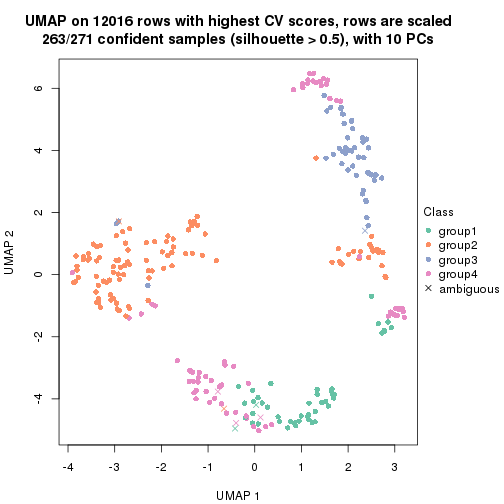 UMAP on 12016 rows with highest CV scores, rows are scaled
263/271 confident samples (silhouette > 0.5), with 10 PCs
6
4
2
0
-2
-4
UMAP 2
-4
-3
-2
-1
0
1
2
3
UMAP 1
Class
group1
group2
group3
group4
ambiguous